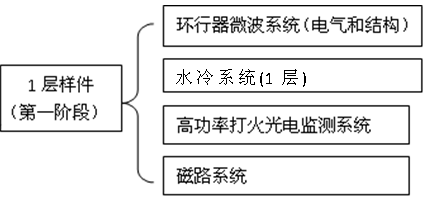 1层样件
（第一阶段）
环行器微波系统（电气和结构）
水冷系统(1 层)
高功率打火光电监测系统
磁路系统